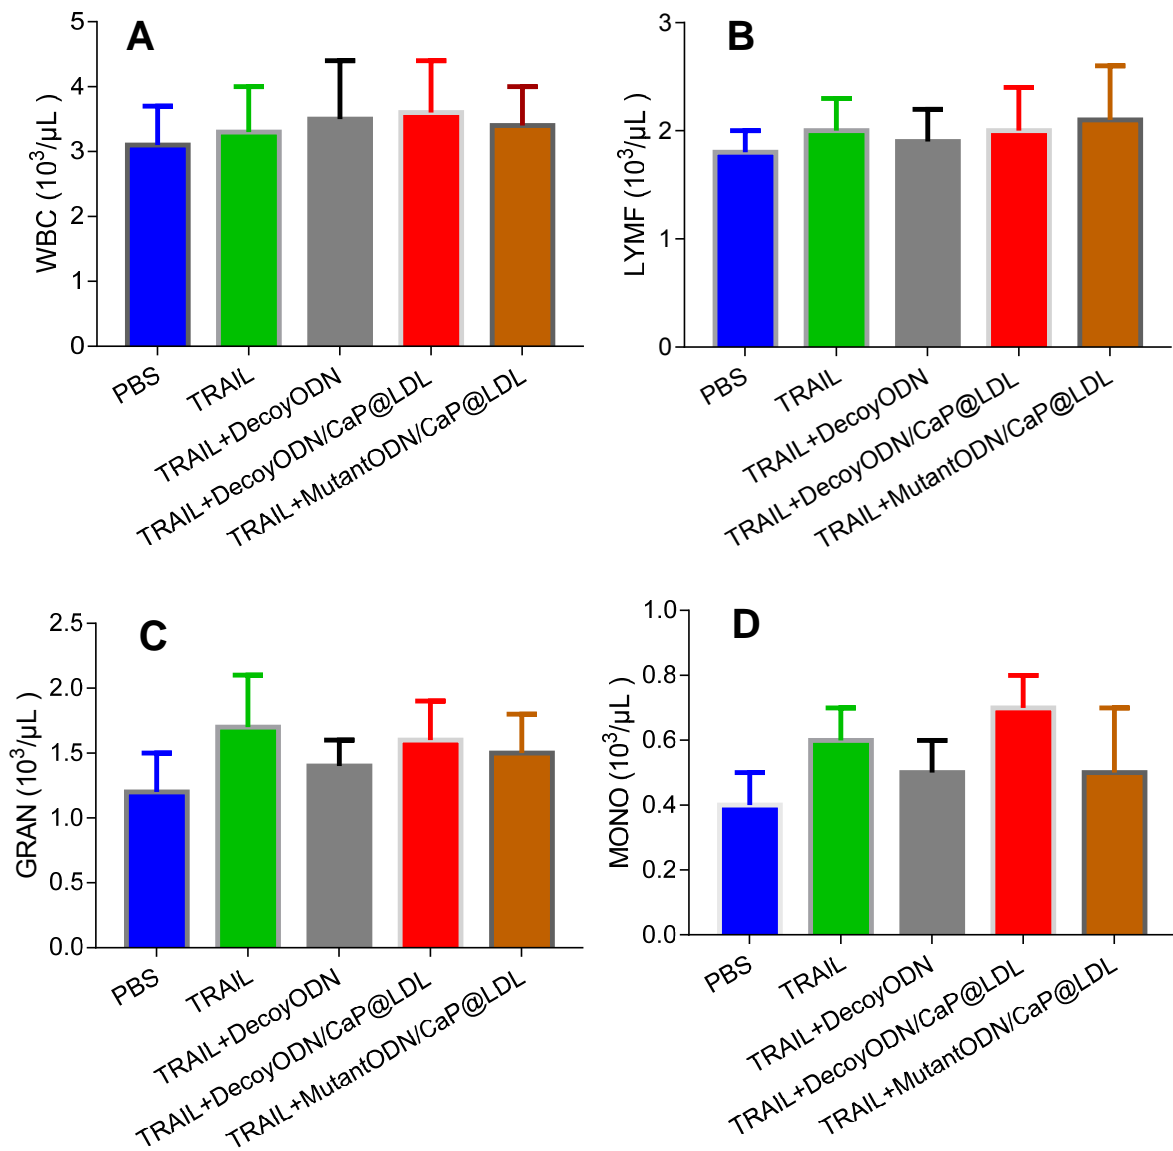 A
WBC (10³/μL )
5
4
3
2
1
0
PBS
TRAIL
TRAIL+DecoyODN
TRAIL+DecoyODN/CaP@LDL
TRAIL+MutantODN/CaP@LDL
B
LYMF (10³/μL )
3
2
1
0
PBS
TRAIL
TRAIL+DecoyODN
TRAIL+DecoyODN/CaP@LDL
TRAIL+MutantODN/CaP@LDL
C
GRAN (10³/μL )
2.5
2.0
1.5
1.0
0.5
0.0
PBS
TRAIL
TRAIL+DecoyODN
TRAIL+DecoyODN/CaP@LDL
TRAIL+MutantODN/CaP@LDL
D
MONO (10³/μL )
1.0
0.8
0.6
0.4
0.2
0.0
PBS
TRAIL
TRAIL+DecoyODN
TRAIL+DecoyODN/CaP@LDL
TRAIL+MutantODN/CaP@LDL